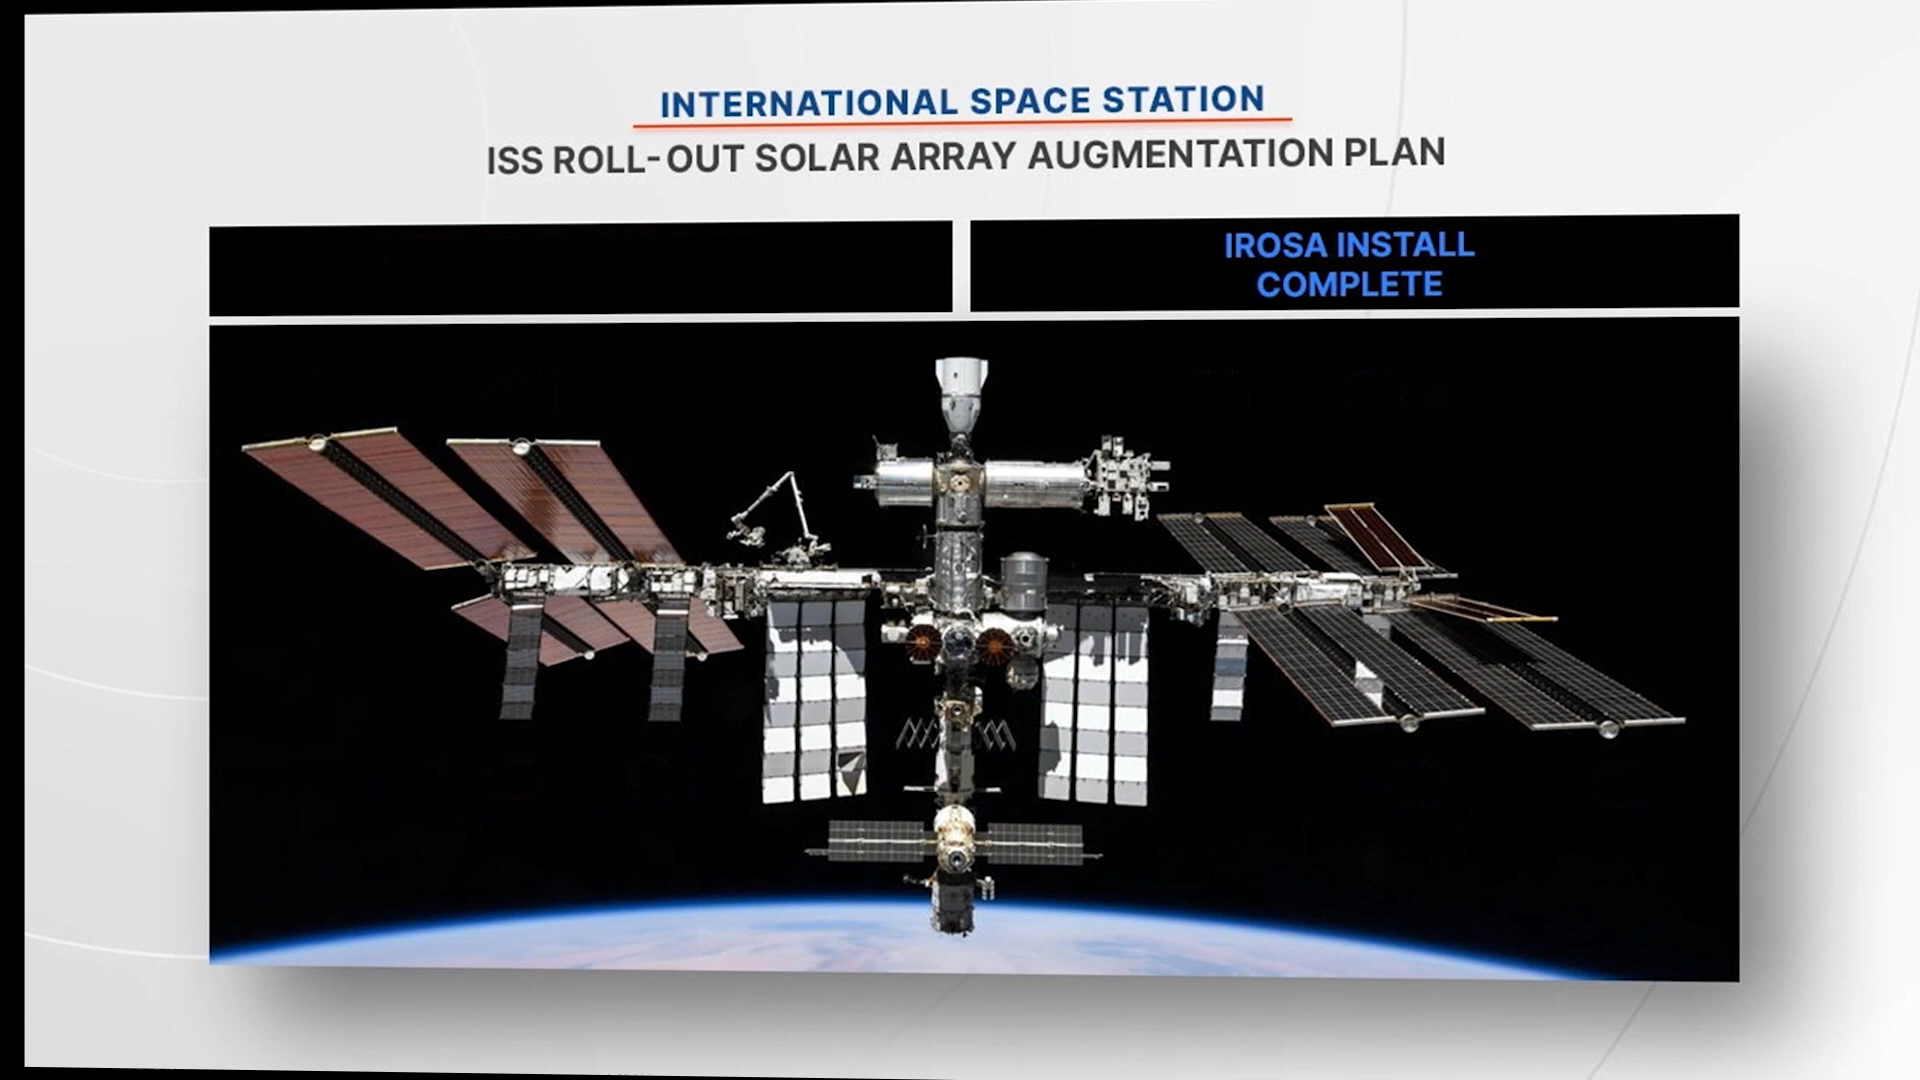 INTERNATIONAL SPACE STATION
ISS ROLL-OUT SOLAR ARRAY AUGMENTATION PLAN
IROSA INSTALL
COMPLETE